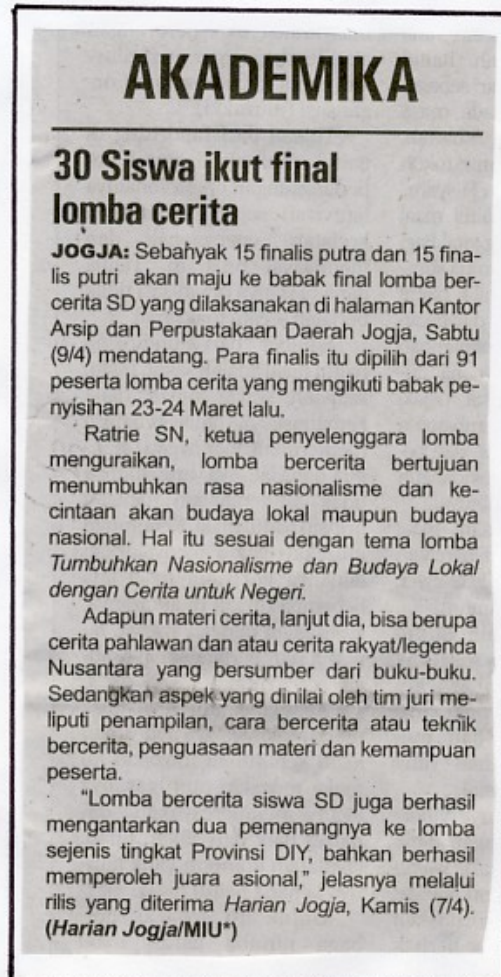 AKADEMIKA
30 Siswa ikut final
lomba cerita
JOGJA: Sebahyak 15 finalis putra dan 15 fina-
lis putri akan maju ke babak final lomba ber-
cerita SD yang dilaksanakan di halaman Kantor
Arsip dan Perpustakaan Daerah Jogja, Sabtu
(9/4) mendatang. Para finalis itu dipilih dari 91
peserta lomba cerita yang mengikuti babak pe-
nyisihan 23-24 Maret lalu.
Ratrie SN, ketua penyelenggara lomba
menguraikan, lomba bercerita bertujuan
menumbuhkan rasa nasionalisme dan ke-
cintaan akan budaya lokal maupun budaya
nasional. Hal itu sesuai dengan tema lomba
Tumbuhkan Nasionalisme dan Budaya Lokal
dengan Cerita untuk Negeri.
Adapun materi cerita, lanjut dia, bisa berupa
cerita pahlawan dan atau cerita rakyat/legenda
Nusantara yang bersumber dari buku-buku.
Sedangkan aspek yang dinilai oleh tim juri me-
liputi penampilan, cara bercerita atau teknik
bercerita, penguasaan materi dan kemampuan
peserta.
"Lomba bercerita siswa SD juga berhasil
mengantarkan dua pemenangnya ke lomba
sejenis tingkat Provinsi DIY, bahkan berhasil
memperoleh juara asional," jelasnya melalui
rilis yang diterima Harian Jogja, Kamis (7/4).
(Harian Jogja/MIU*)